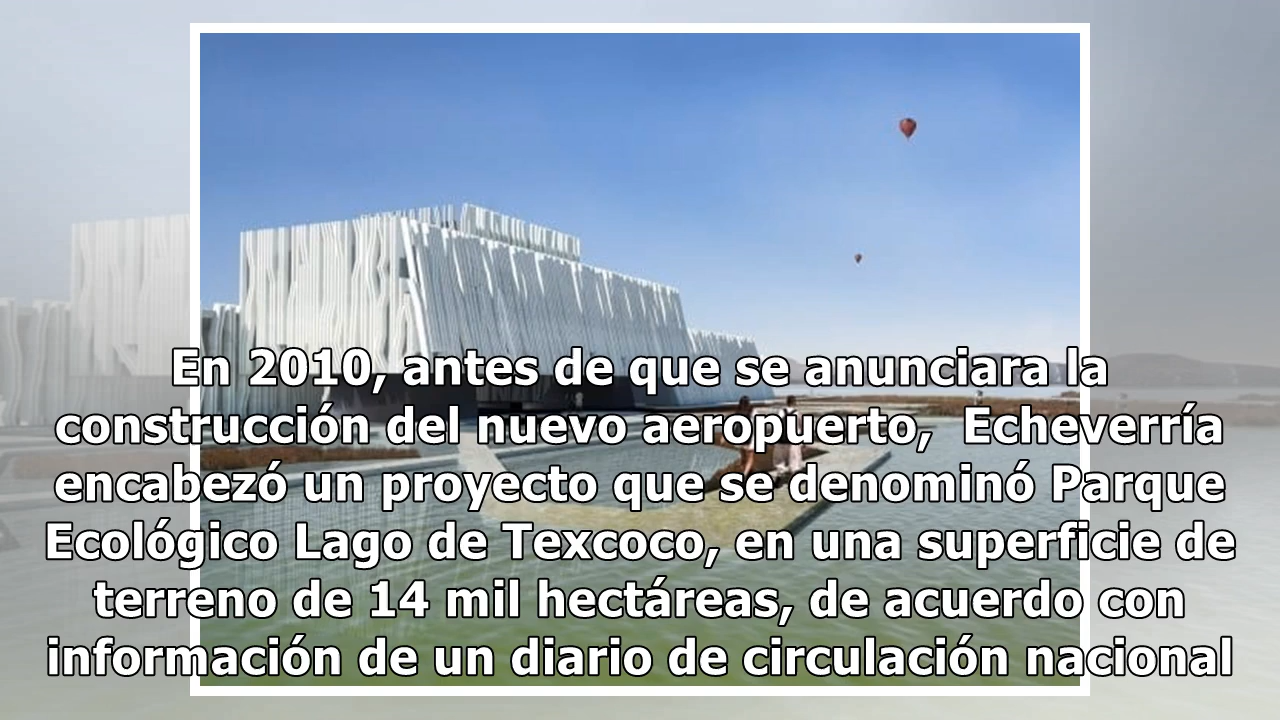 En 2010, antes de que se anunciara la
construcción del nuevo aeropuerto,  Echeverría
encabezó un proyecto que se denominó Parque
Ecológico Lago de Texcoco, en una superficie de
terreno de 14 mil hectáreas, de acuerdo con
información de un diario de circulación nacional